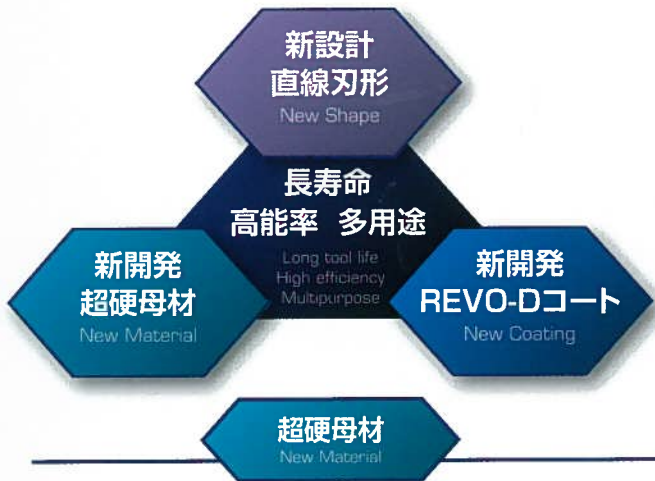 新設計
直線刃形
New Shape
長寿命
高能率 多用途
Long tool life
High efficiency
Multipurpose
新開発
超硬母材
New Material
新開発
REVO-Dコート
New Coating
超硬母材
New Material